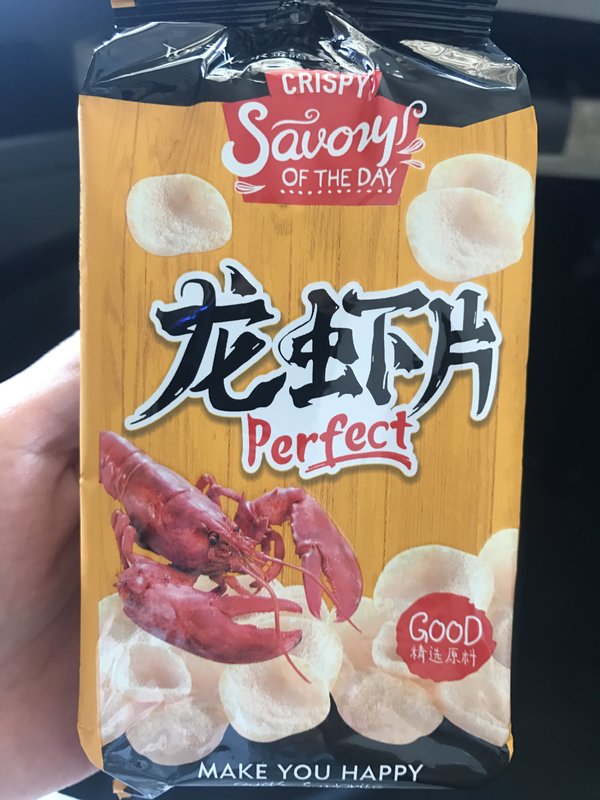 CRISPY
Savory
OF THE DAY
龙虾片
Perfect
GOOD
精选原料
MAKE YOU HAPPY